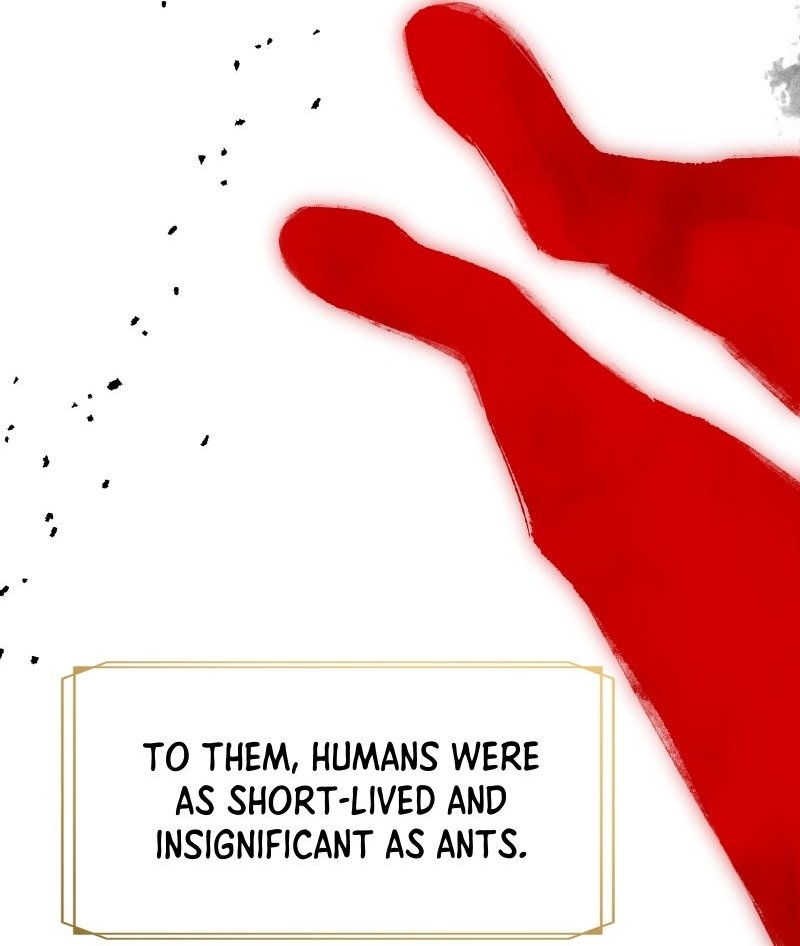 TO THEM, HUMANS WERE
AS SHORT-LIVED AND
INSIGNIFICANT AS ANTS.